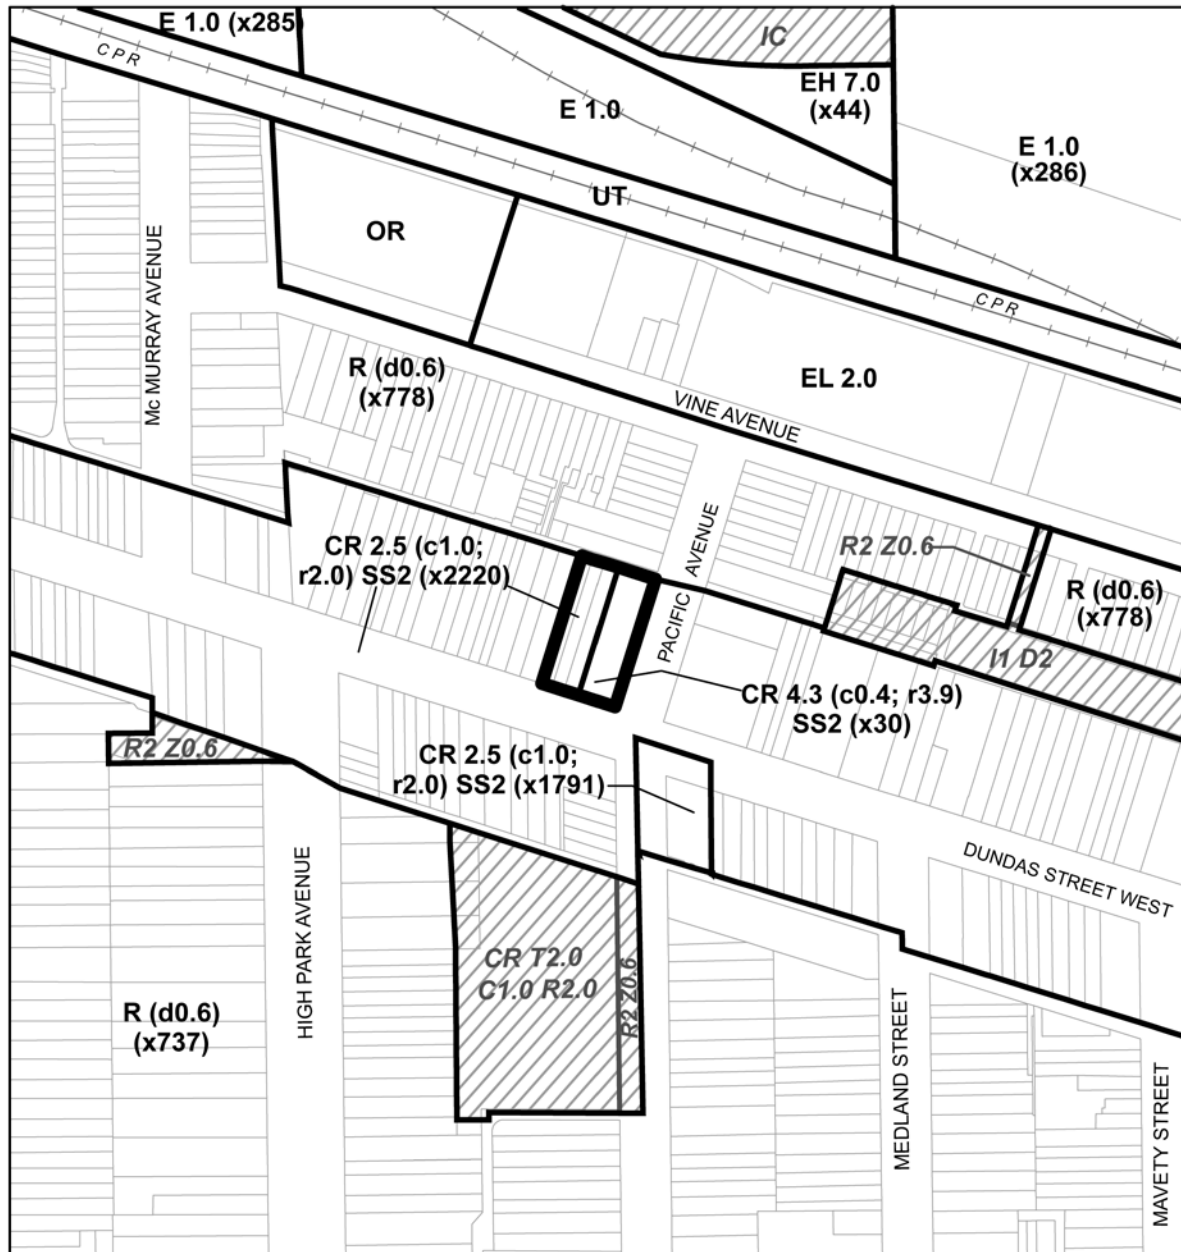 E 1.0 (x285)
IC
CPR
EH 7.0
(x44)
E 1.0
E 1.0
(x286)
UT
OR
Mc MURRAY AVENUE
CPR
R (d0.6)
(x778)
EL 2.0
VINE AVENUE
PACIFIC AVENUE
CR 2.5 (c1.0;
r2.0) SS2 (x2220)
R2 Z0.6
R (d0.6)
(x778)
I1 D2
CR 4.3 (c0.4; r3.9)
SS2 (x30)
R2 Z0.6
CR 2.5 (c1.0;
r2.0) SS2 (x1791)
DUNDAS STREET WEST
HIGH PARK AVENUE
CR T2.0
C1.0 R2.0
R2 Z0.6
R (d0.6)
(x737)
MEDLAND STREET
MAVETY STREET